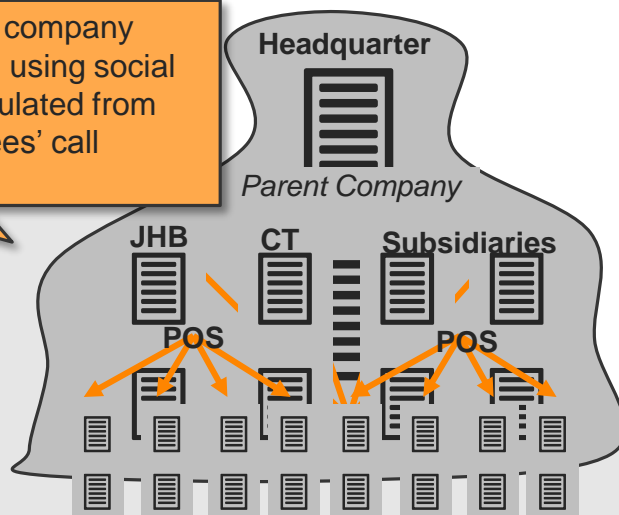 company
using social
ulated from
ees' call
Headquarter
Parent Company
JHB
CT
Subsidiaries
POS
POS